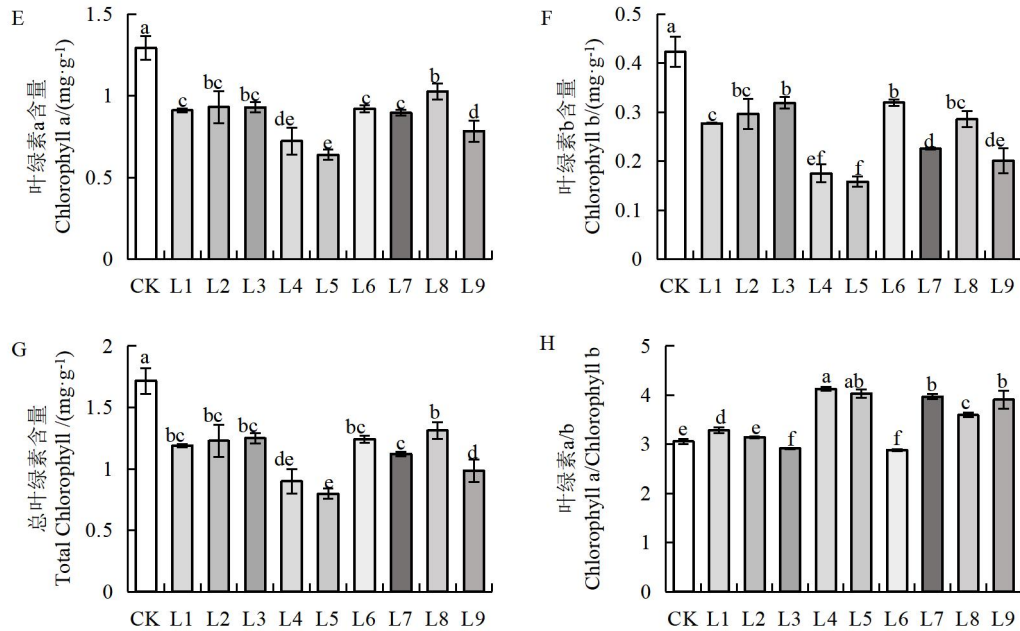 E
叶绿素a含量
Chlorophyll a/(mg·g⁻¹)
1.5
1
0.5
0
a
c
bc
bc
de
e
c
c
b
d
CK L1 L2 L3 L4 L5 L6 L7 L8 L9
F
叶绿素b含量
Chlorophyll b/(mg·g⁻¹)
0.5
0.4
0.3
0.2
0.1
0
a
c
bc
b
ef
f
b
d
bc
de
CK L1 L2 L3 L4 L5 L6 L7 L8 L9
G
总叶绿素含量
Total Chlorophyll /(mg·g⁻¹)
2
1.5
1
0.5
0
a
bc
bc
bc
de
e
bc
c
b
d
CK L1 L2 L3 L4 L5 L6 L7 L8 L9
H
叶绿素a/b
Chlorophyll a/Chlorophyll b
5
4
3
2
1
0
e
d
e
f
a
ab
f
b
c
b
CK L1 L2 L3 L4 L5 L6 L7 L8 L9